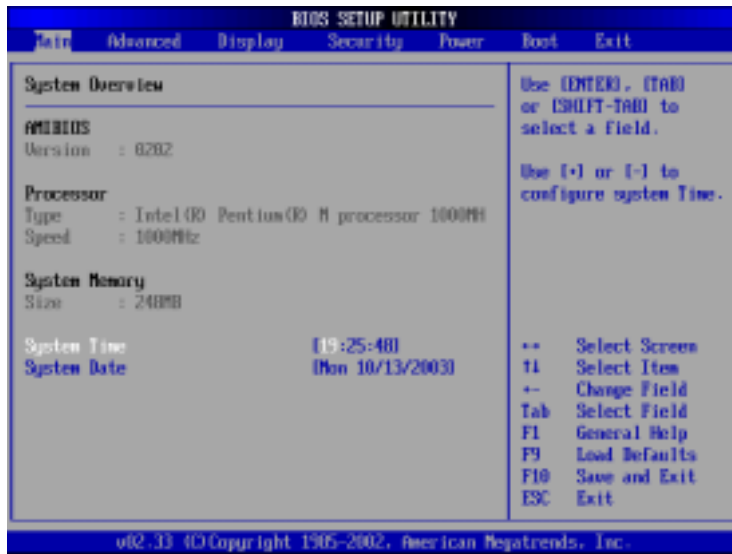 BIOS SETUP UTILITY
Main Advanced Display Security Power Boot Exit
System Overview
AMIBIOS
Version : 0202
Processor
Type : Intel(R) Pentium(R) M processor 1000MH
Speed : 1000MHz
System Memory
Size : 248MB
System Time [19:25:48]
System Date [Mon 10/13/2003]
Use [ENTER], [TAB]
or [SHIFT-TAB] to
select a field.
Use [+] or [-] to
configure system Time.
↔ Select Screen
↑↓ Select Item
+- Change Field
Tab Select Field
F1 General Help
F9 Load Defaults
F10 Save and Exit
ESC Exit
v02.33 (C)Copyright 1985-2002, American Megatrends, Inc.